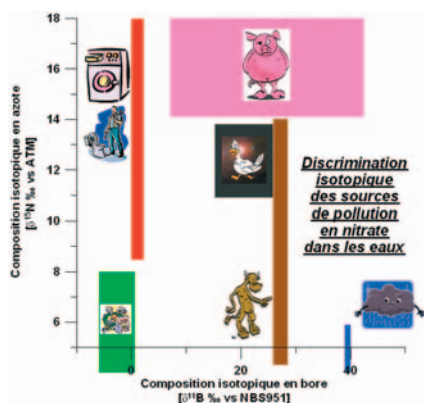 18
16
14
12
10
8
6
Composition isotopique en azote
[δ15N ‰ vs ATM]
Discrimination
isotopique
des sources
de pollution
en nitrate
dans les eaux
0
20
40
Composition isotopique en bore
[δ11B ‰ vs NBS951]